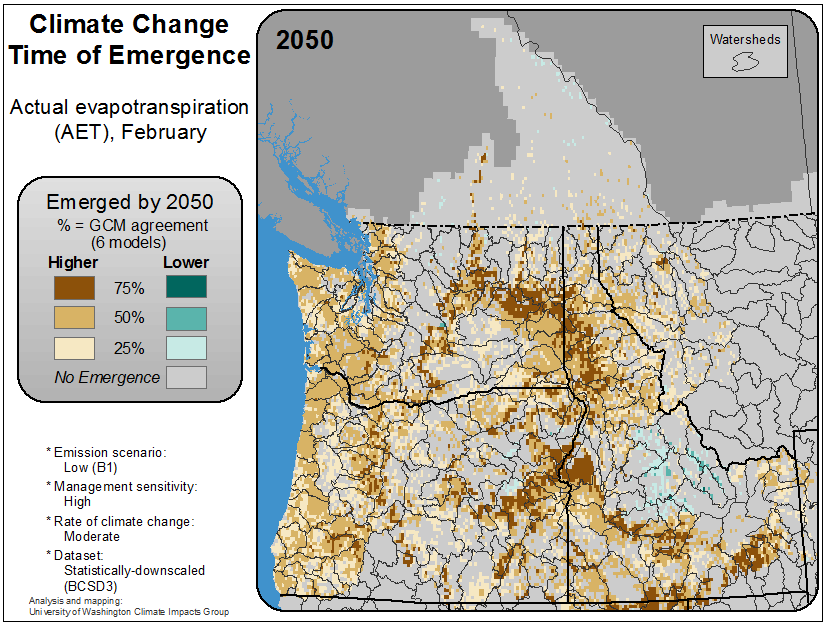 Climate Change
Time of Emergence
Actual evapotranspiration
(AET), February
Emerged by 2050
% = GCM agreement
(6 models)
Higher Lower
75%
50%
25%
No Emergence
* Emission scenario:
Low (B1)
* Management sensitivity:
High
* Rate of climate change:
Moderate
* Dataset:
Statistically-downscaled
(BCSD3)
Analysis and mapping:
University of Washington Climate Impacts Group
2050
Watersheds